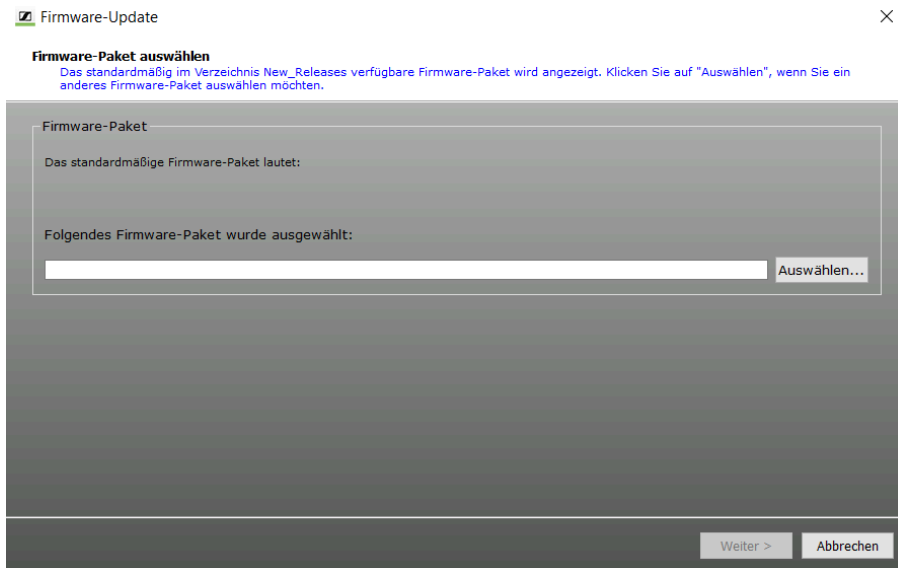 Firmware-Update
Firmware-Paket auswählen
Das standardmäßig im Verzeichnis New_Releases verfügbare Firmware-Paket wird angezeigt. Klicken Sie auf "Auswählen", wenn Sie ein
anderes Firmware-Paket auswählen möchten.
Firmware-Paket
Das standardmäßige Firmware-Paket lautet:
Folgendes Firmware-Paket wurde ausgewählt:
Auswählen...
Weiter >
Abbrechen